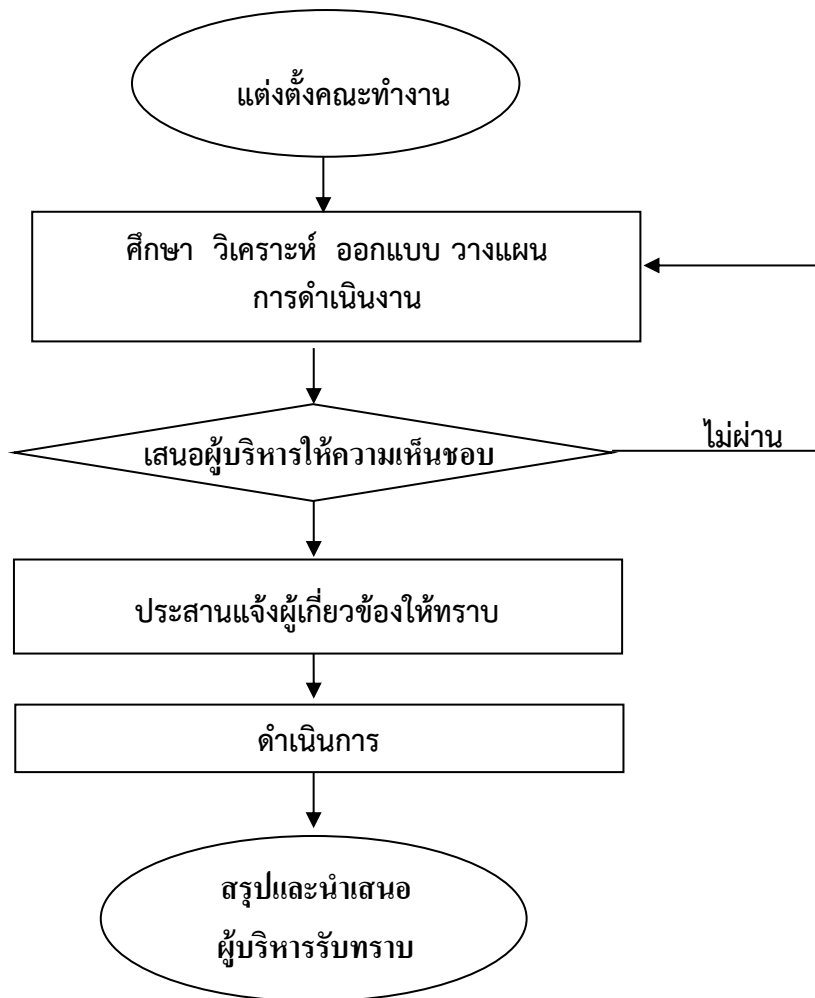 แต่งตั้งคณะทำงาน
ศึกษา วิเคราะห์ ออกแบบ วางแผน
การดำเนินงาน
เสนอผู้บริหารให้ความเห็นชอบ
ไม่ผ่าน
ประสานแจ้งผู้เกี่ยวข้องให้ทราบ
ดำเนินการ
สรุปและนำเสนอ
ผู้บริหารรับทราบ